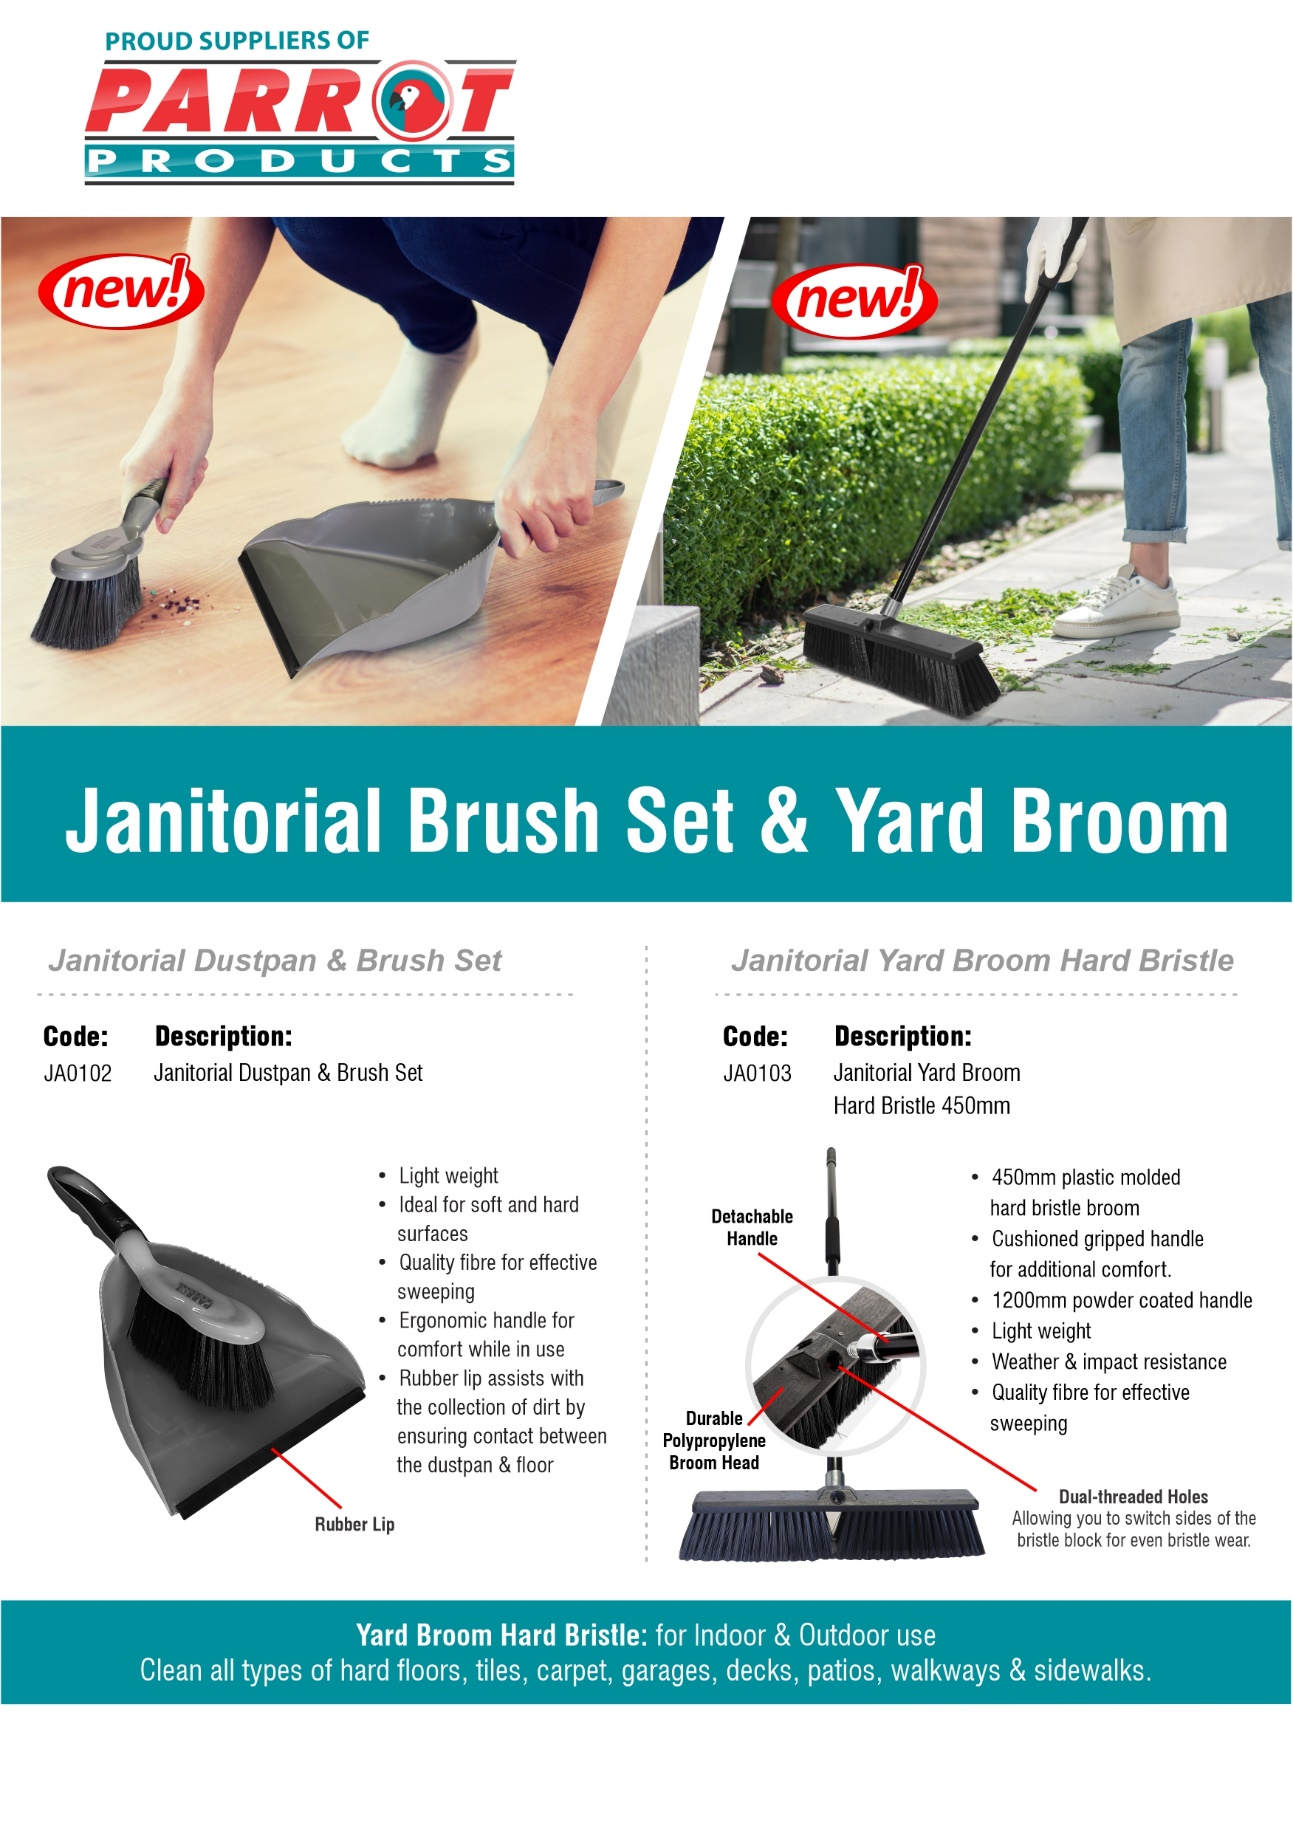 PROUD SUPPLIERS OF
PARROT
PRODUCTS
new!
new!
Janitorial Brush Set & Yard Broom
Janitorial Dustpan & Brush Set
Code: Description:
JA0102 Janitorial Dustpan & Brush Set
• Light weight
• Ideal for soft and hard
surfaces
• Quality fibre for effective
sweeping
• Ergonomic handle for
comfort while in use
• Rubber lip assists with
the collection of dirt by
ensuring contact between
the dustpan & floor
PARROT
Rubber Lip
Janitorial Yard Broom Hard Bristle
Code: Description:
JA0103 Janitorial Yard Broom
Hard Bristle 450mm
Detachable
Handle
Durable
Polypropylene
Broom Head
• 450mm plastic molded
hard bristle broom
• Cushioned gripped handle
for additional comfort.
• 1200mm powder coated handle
• Light weight
• Weather & impact resistance
• Quality fibre for effective
sweeping
Dual-threaded Holes
Allowing you to switch sides of the
bristle block for even bristle wear.
Yard Broom Hard Bristle: for Indoor & Outdoor use
Clean all types of hard floors, tiles, carpet, garages, decks, patios, walkways & sidewalks.